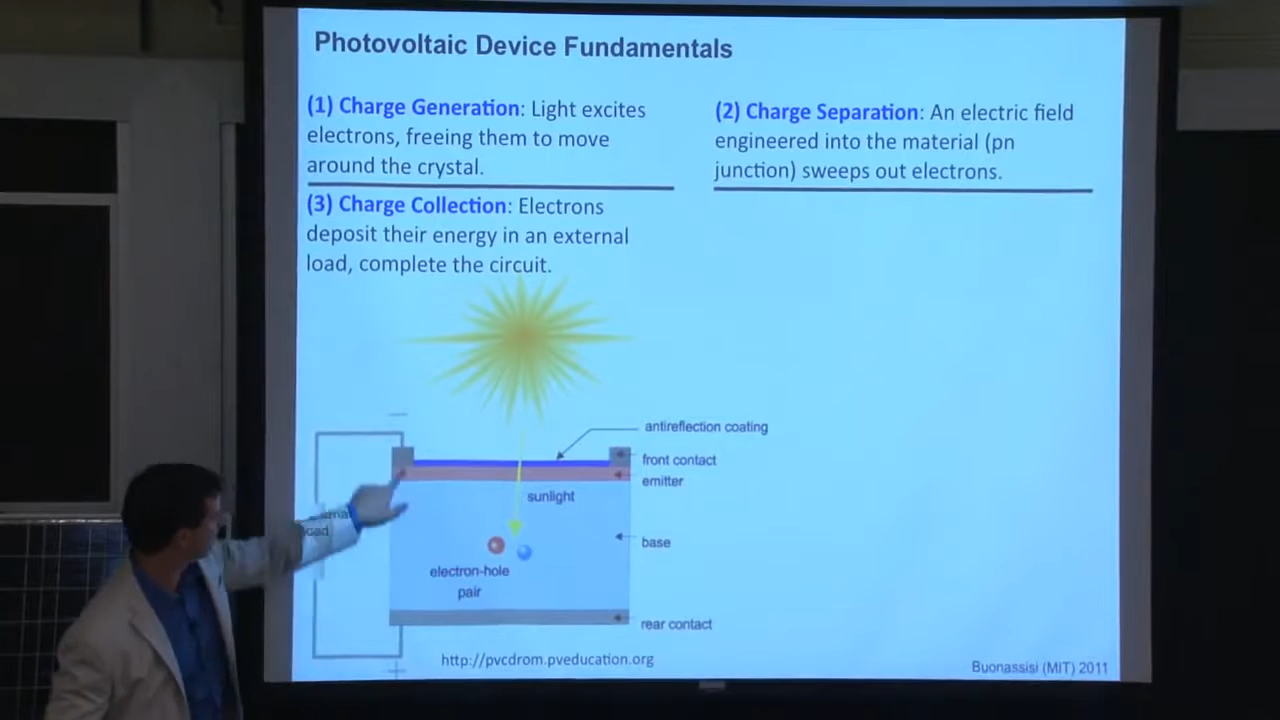 Photovoltaic Device Fundamentals
(1) Charge Generation: Light excites
electrons, freeing them to move
around the crystal.
(2) Charge Separation: An electric field
engineered into the material (pn
junction) sweeps out electrons.
(3) Charge Collection: Electrons
deposit their energy in an external
load, complete the circuit.
antireflection coating
front contact
emitter
sunlight
base
electron-hole
pair
rear contact
http://pvcdrom.pveducation.org
Buonassisi (MIT) 2011